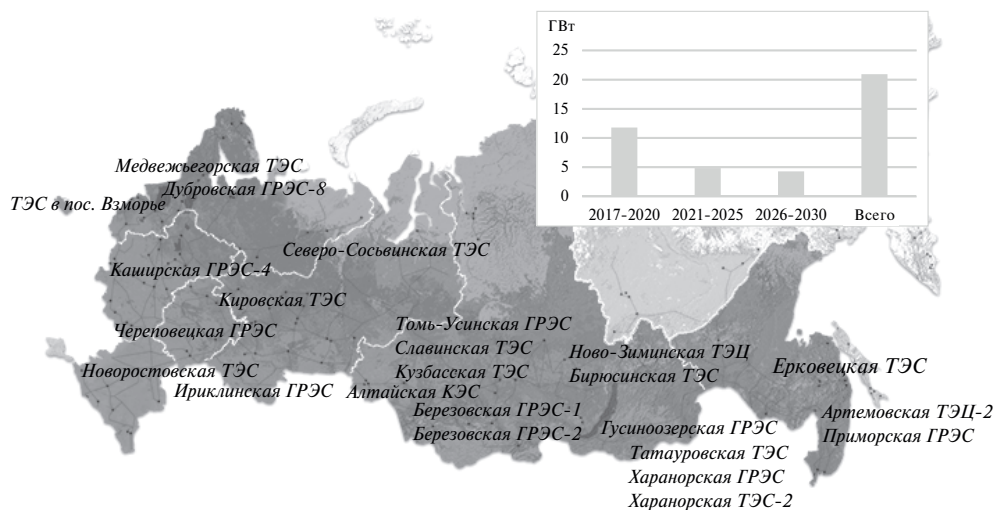 ГВт
25
20
15
10
5
0
2017-2020 2021-2025 2026-2030 Всего
Медвежьегорская ТЭС
Дубровская ГРЭС-8
ТЭС в пос. Взморье
Северо-Сосьвинская ТЭС
Каширская ГРЭС-4
Кировская ТЭС
Череповецкая ГРЭС
Томь-Усинская ГРЭС
Славинская ТЭС
Кузбасская ТЭС
Алтайская КЭС
Новоростовская ТЭС
Ириклинская ГРЭС
Березовская ГРЭС-1
Березовская ГРЭС-2
Ново-Зиминская ТЭЦ
Бирюсинская ТЭС
Ерковецкая ТЭС
Гусиноозерская ГРЭС
Татауровская ТЭС
Харанорская ГРЭС
Харанорская ТЭС-2
Артемовская ТЭЦ-2
Приморская ГРЭС